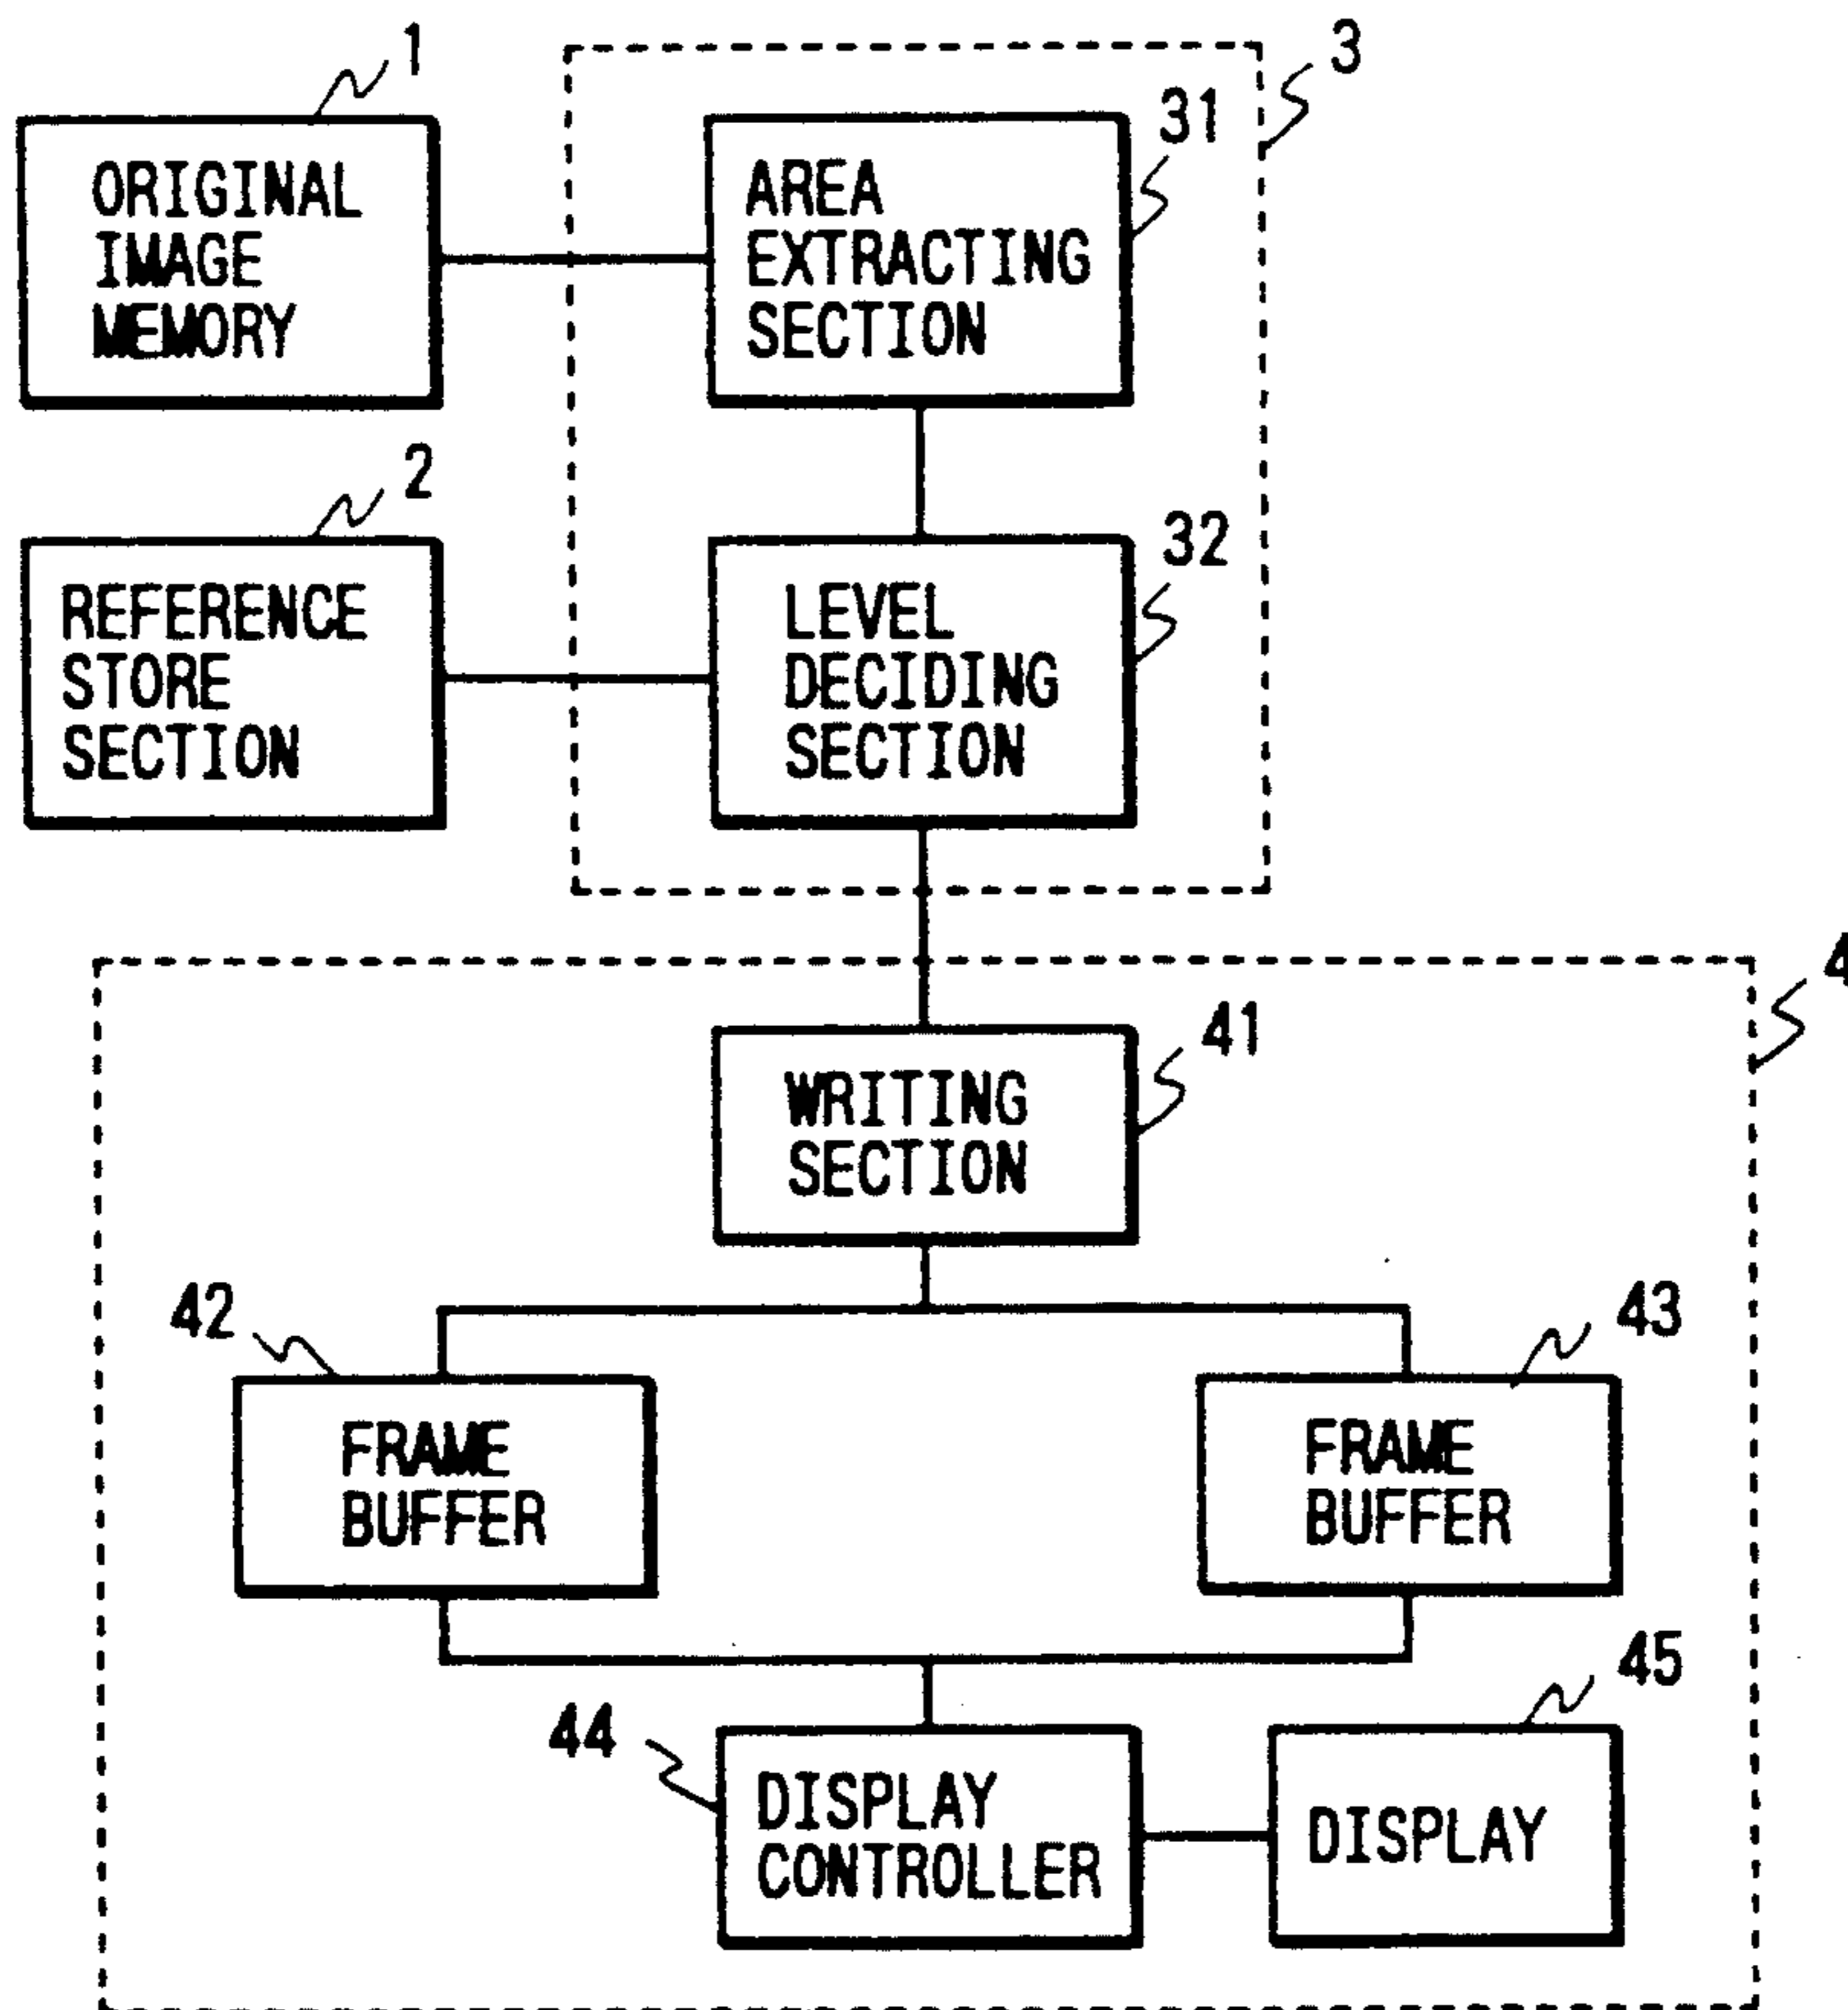 1
ORIGINAL
IMAGE
MEMORY
3
31
AREA
EXTRACTING
SECTION
2
REFERENCE
STORE
SECTION
32
LEVEL
DECIDING
SECTION
4
41
WRITING
SECTION
42
FRAME
BUFFER
43
FRAME
BUFFER
44
DISPLAY
CONTROLLER
45
DISPLAY